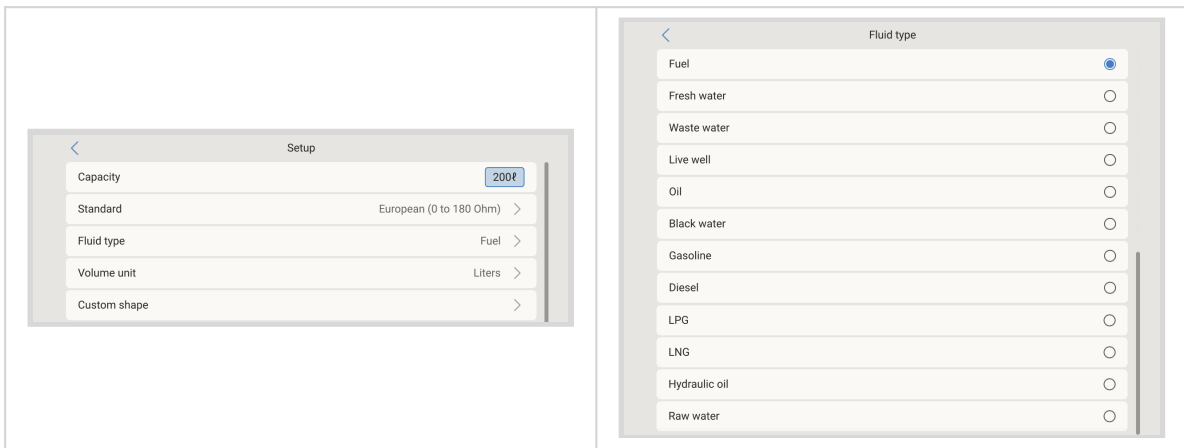 Setup
Capacity 200ℓ
Standard European (0 to 180 Ohm)
Fluid type Fuel
Volume unit Liters
Custom shape
Fluid type
Fuel
Fresh water
Waste water
Live well
Oil
Black water
Gasoline
Diesel
LPG
LNG
Hydraulic oil
Raw water